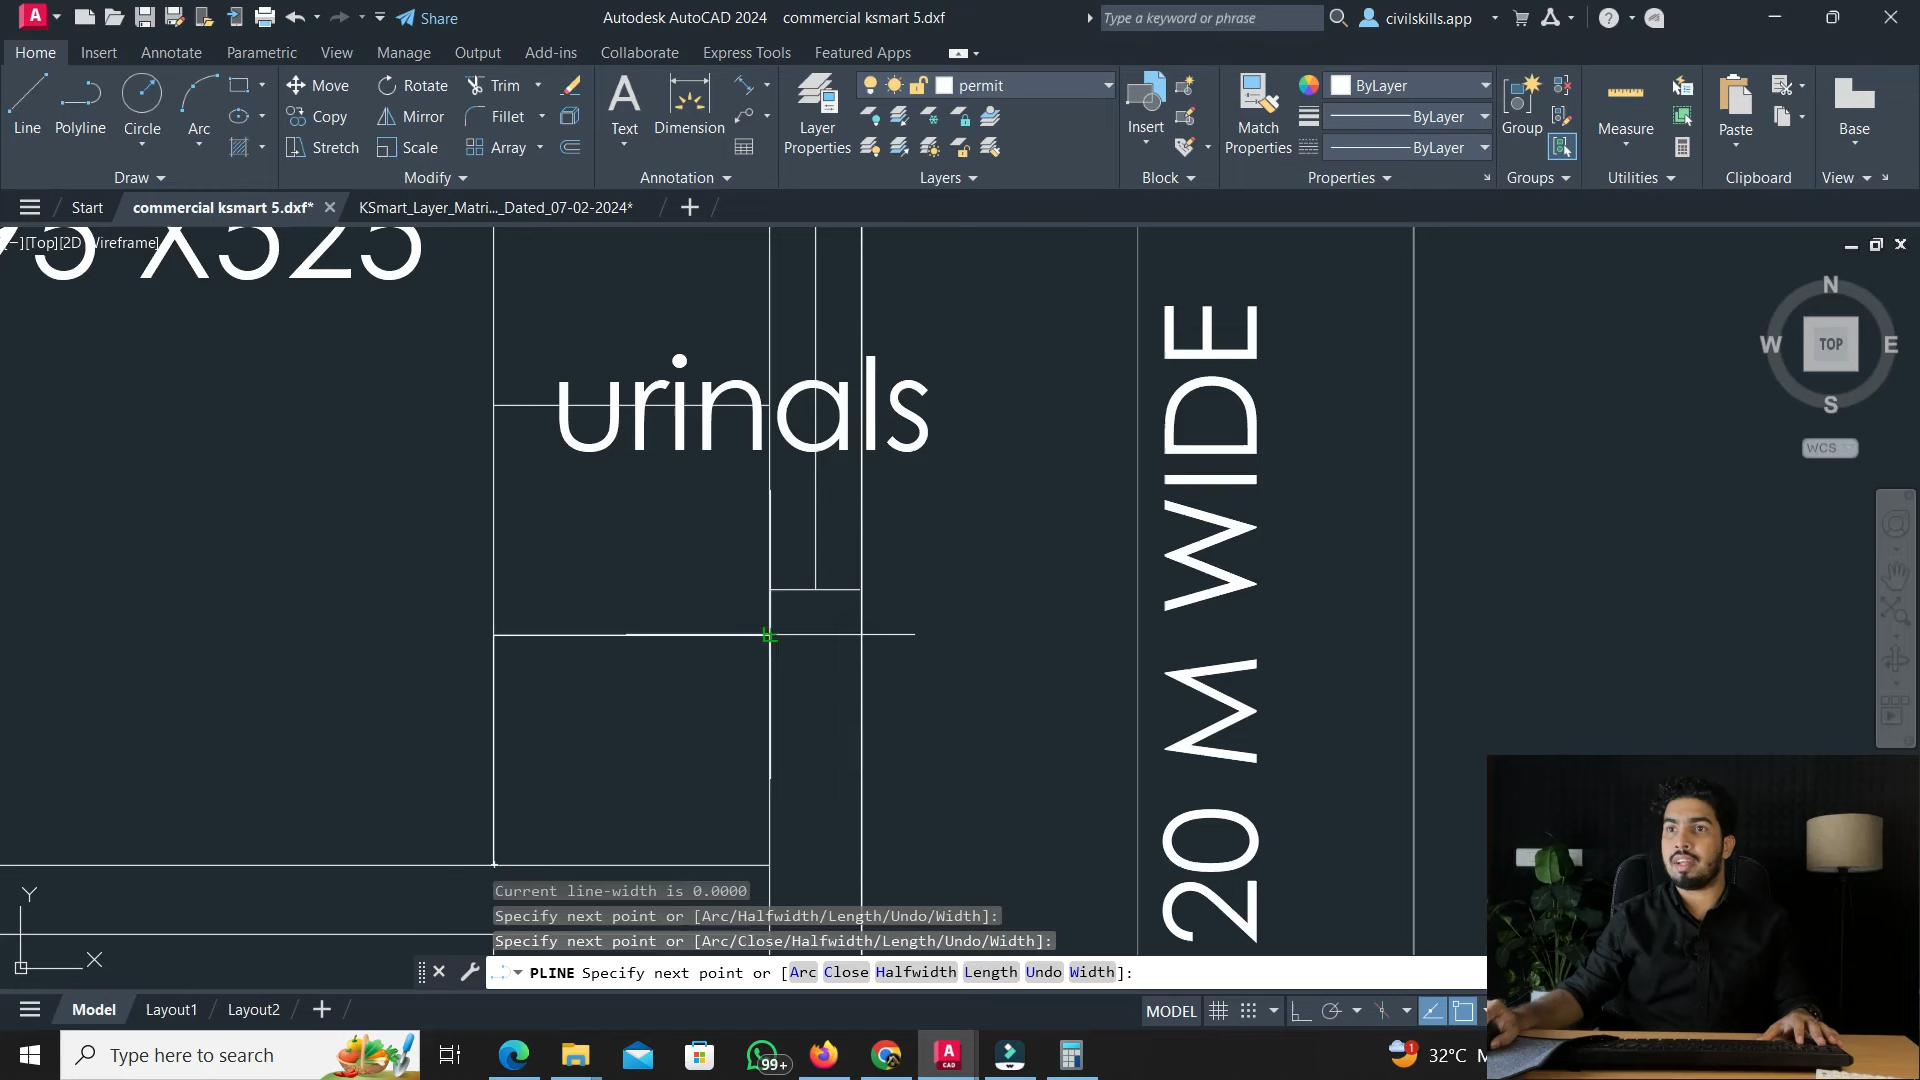 Share
Autodesk AutoCAD 2024 commercial ksmart 5.dxf
Type a keyword or phrase
civilskills.app
Home Insert Annotate Parametric View Manage Output Add-ins Collaborate Express Tools Featured Apps
Line Polyline Circle Arc
Move Rotate Trim
Copy Mirror Fillet
Stretch Scale Array
Text Dimension
Layer Properties
permit
Insert
Match Properties
ByLayer
ByLayer
ByLayer
Group
Measure
Paste
Base
Draw Modify Annotation Layers Block Properties Groups Utilities Clipboard View
Start commercial ksmart 5.dxf* KSmart_Layer_Matri..._Dated_07-02-2024*
X525
urinals
20 M WIDE
N
W TOP E
S
WCS
Y
X
Current line-width is 0.0000
Specify next point or [Arc/Halfwidth/Length/Undo/Width]:
Specify next point or [Arc/Close/Halfwidth/Length/Undo/Width]:
PLINE Specify next point or [Arc Close Halfwidth Length Undo Width]:
Model Layout1 Layout2
MODEL
Type here to search
99+
A CAD
1
32°C